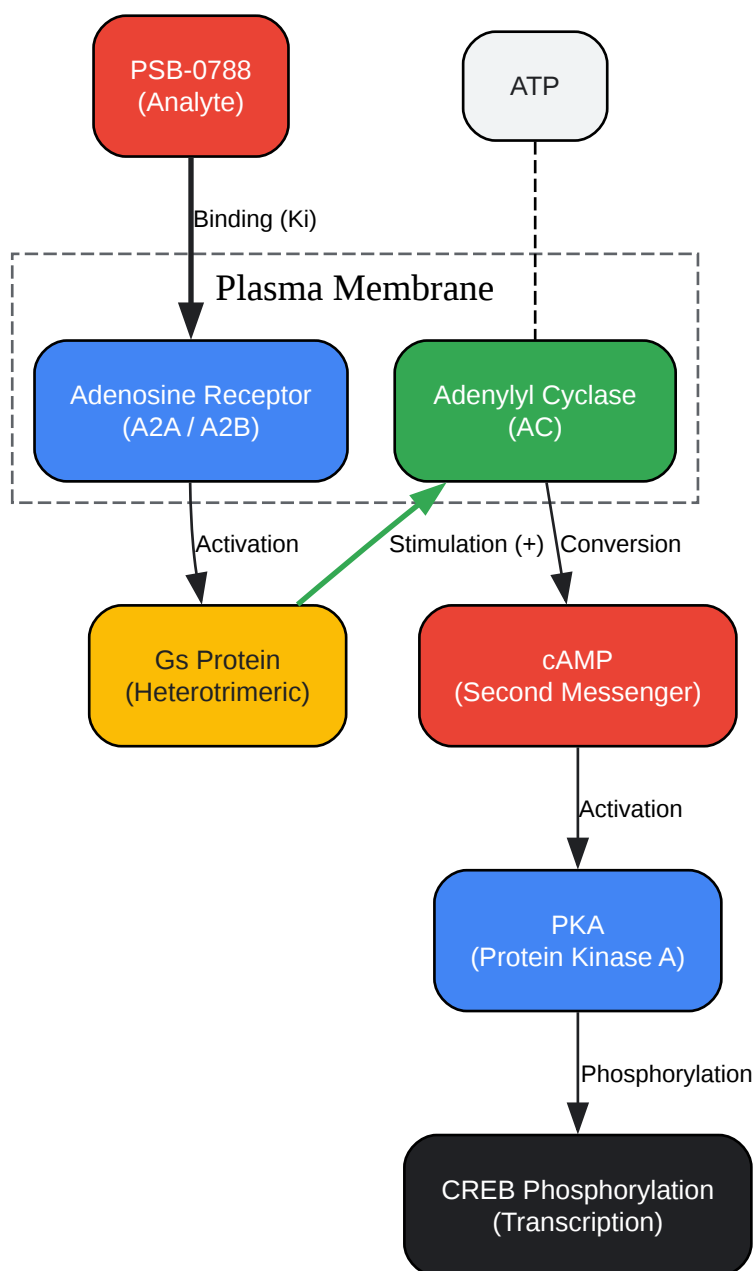 PSB-0788
(Analyte)
ATP
Binding (Ki)
Plasma Membrane
Adenosine Receptor
(A2A / A2B)
Adenylyl Cyclase
(AC)
Activation
Stimulation (+)
Conversion
Gs Protein
(Heterotrimeric)
cAMP
(Second Messenger)
Activation
PKA
(Protein Kinase A)
Phosphorylation
CREB Phosphorylation
(Transcription)